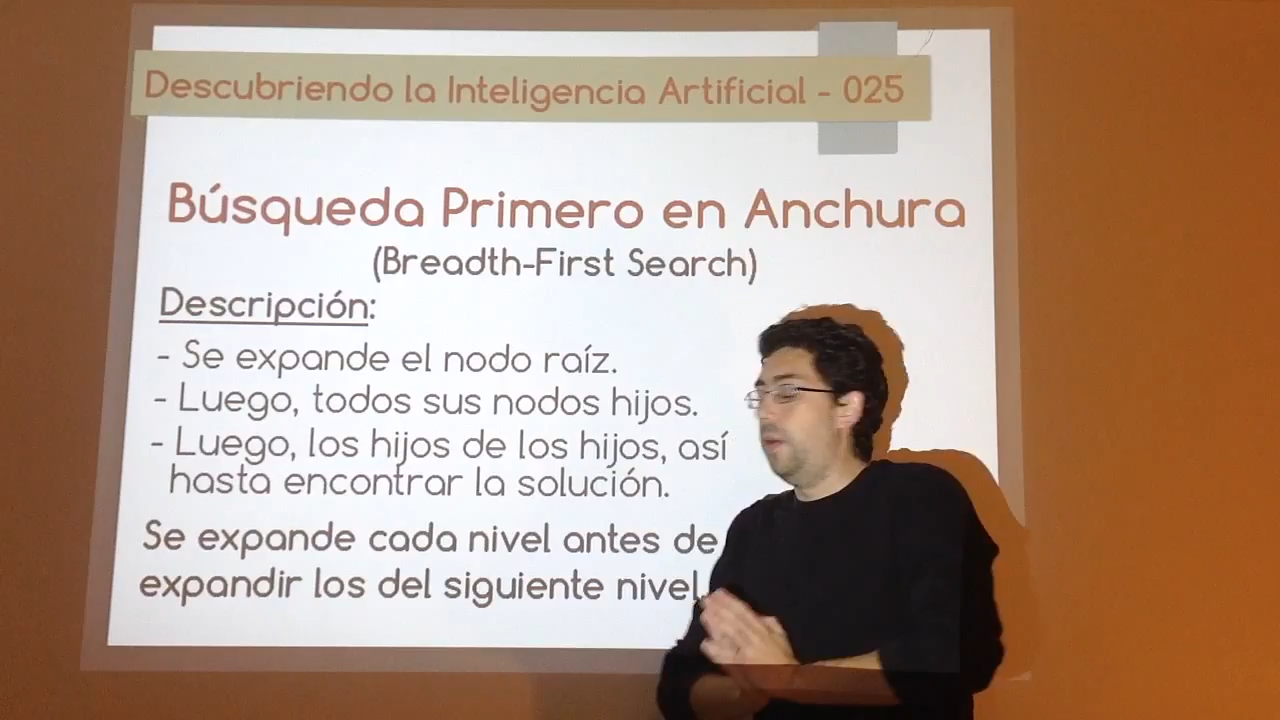 Descubriendo la Inteligencia Artificial - 025
Búsqueda Primero en Anchura
(Breadth-First Search)
Descripción:
- Se expande el nodo raíz.
- Luego, todos sus nodos hijos.
- Luego, los hijos de los hijos, así
hasta encontrar la solución.
Se expande cada nivel antes de
expandir los del siguiente nivel.